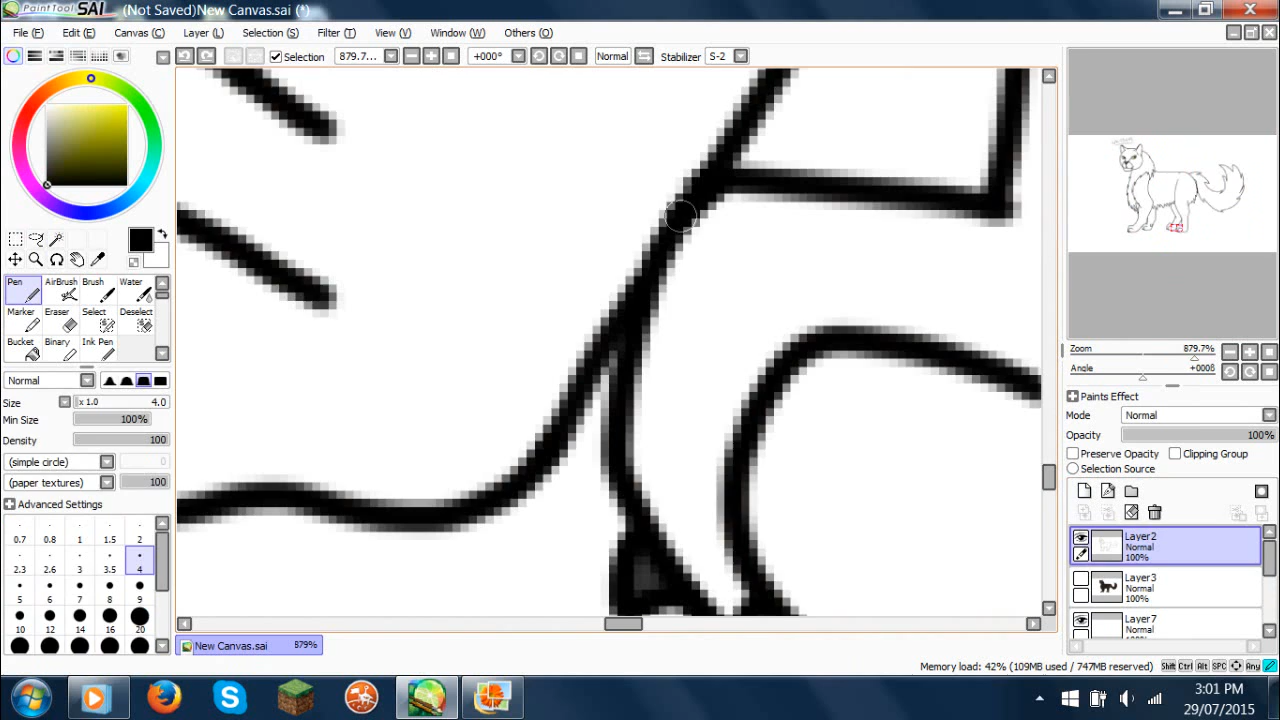 PaintTool SAI (Not Saved)New Canvas.sai (*)
File (F) Edit (E) Canvas (C) Layer (L) Selection (S) Filter (T) View (V) Window (W) Others (O)
Selection 879.7... +000° Normal Stabilizer S-2
Pen AirBrush Brush Water
Marker Eraser Select Deselect
Bucket Binary Ink Pen
Normal
Size x 1.0 4.0
Min Size 100%
Density 100
(simple circle) 0
(paper textures) 100
Advanced Settings
0.7 0.8 1 1.5 2
2.3 2.6 3 3.5 4
5 6 7 8 9
10 12 14 16 20
Zoom 879.7%
Angle +000ß
Paints Effect
Mode Normal
Opacity 100%
Preserve Opacity Clipping Group
Selection Source
Layer2
Normal
100%
Layer3
Normal
100%
Layer7
Normal
New Canvas.sai 879%
Memory load: 42% (109MB used / 747MB reserved) Shift Ctrl Alt SPC Any
3:01 PM
29/07/2015